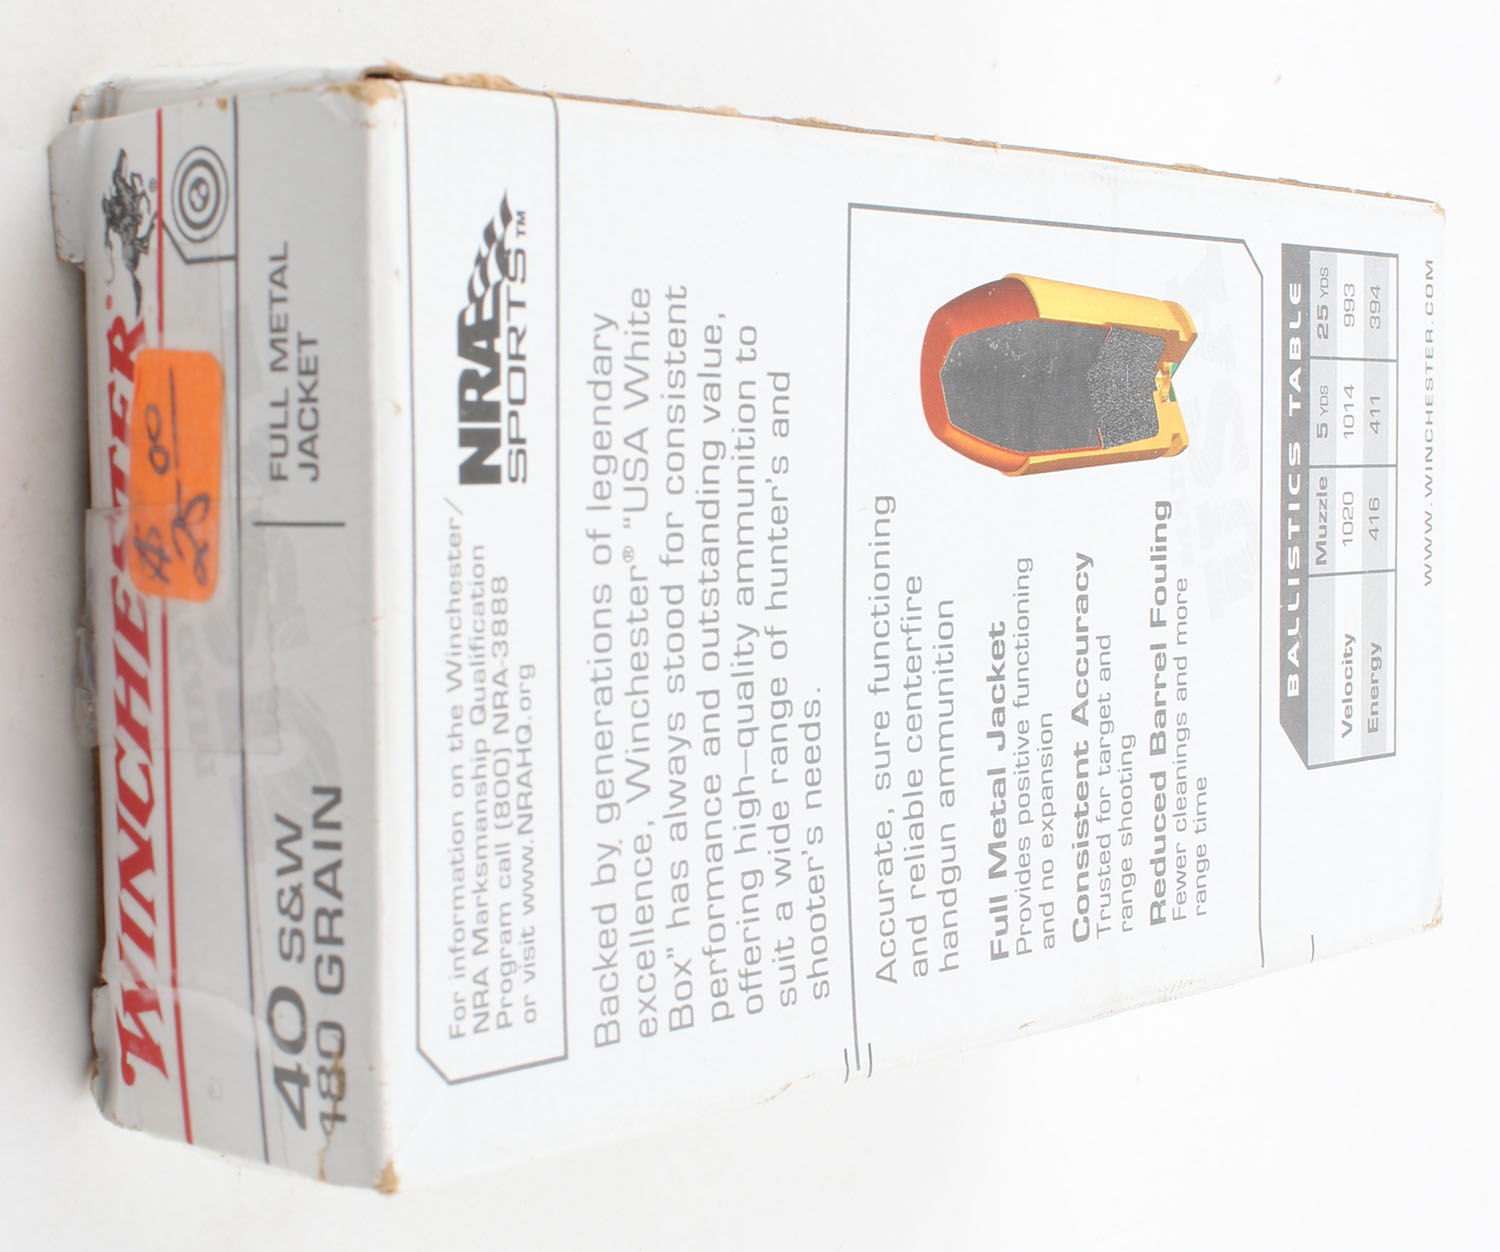 WINCHESTER®
$ 25 00
40 S&W
180 GRAIN
FULL METAL
JACKET
For information on the Winchester/
NRA Marksmanship Qualification
Program call (800) NRA-3888
or visit www.NRAHQ.org
NRA
SPORTS™
Backed by generations of legendary
excellence, Winchester® "USA White
Box" has always stood for consistent
performance and outstanding value,
offering high-quality ammunition to
suit a wide range of hunter's and
shooter's needs.
Accurate, sure functioning
and reliable centerfire
handgun ammunition
Full Metal Jacket
Provides positive functioning
and no expansion
Consistent Accuracy
Trusted for target and
range shooting
Reduced Barrel Fouling
Fewer cleanings and more
range time
BALLISTICS TABLE
Muzzle 5 YDS 25 YDS
Velocity 1020 1014 993
Energy 416 411 394
WWW.WINCHESTER.COM